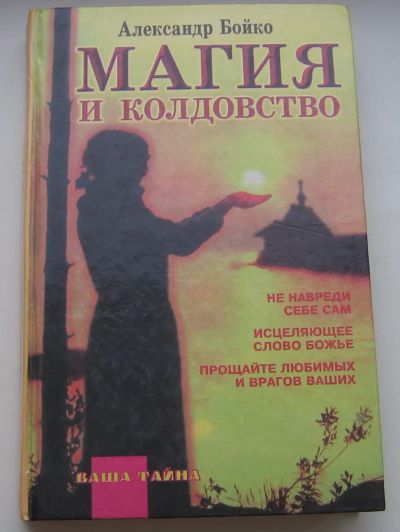 Александр Бойко
МАГИЯ
И КОЛДОВСТВО
НЕ НАВРЕДИ
СЕБЕ САМ
ИСЦЕЛЯЮЩЕЕ
СЛОВО БОЖЬЕ
ПРОЩАЙТЕ ЛЮБИМЫХ
И ВРАГОВ ВАШИХ
ВАША ТАЙНА